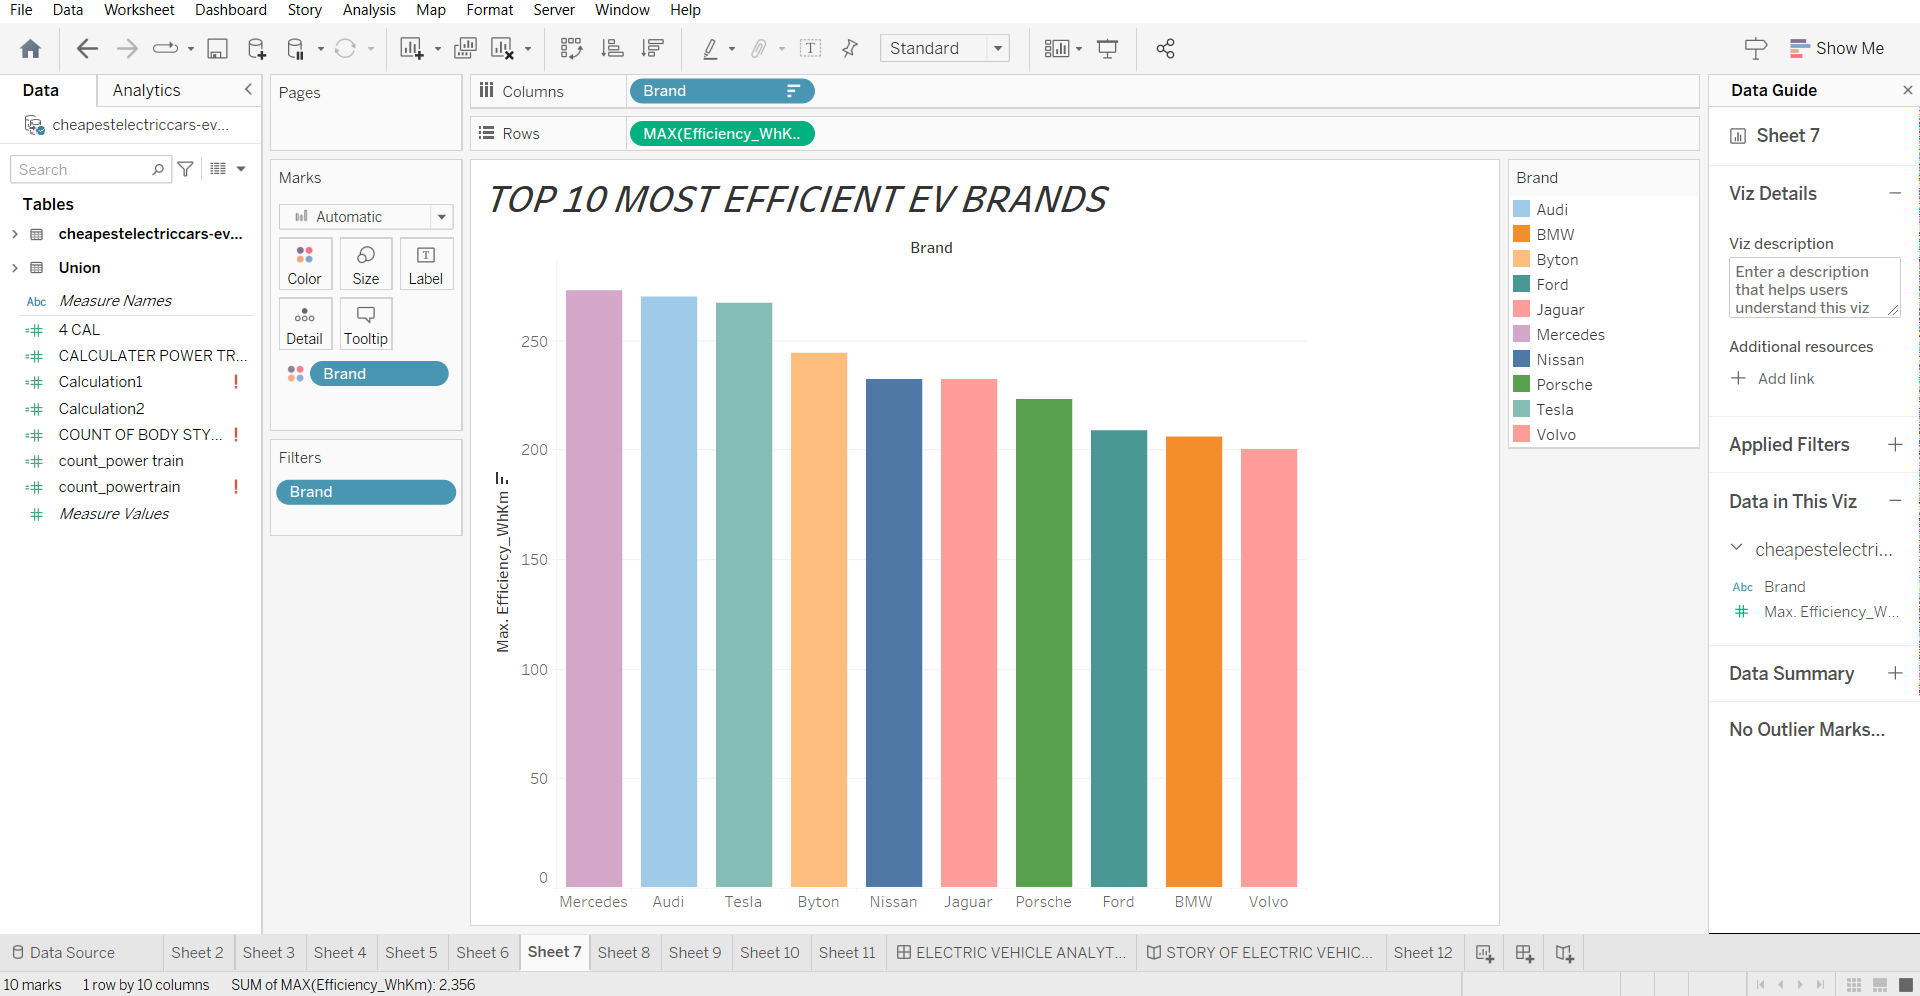 File Data Worksheet Dashboard Story Analysis Map Format Server Window Help
Standard
Show Me
Data Analytics
cheapestelectriccars-ev...
Search
Tables
cheapestelectriccars-ev...
Union
Abc Measure Names
4 CAL
CALCULATER POWER TR...
Calculation1 !
Calculation2
COUNT OF BODY STY... !
count_power train
count_powertrain !
Measure Values
Pages
Marks
Automatic
Color Size Label
Detail Tooltip
Brand
Filters
Brand
Columns Brand
Rows MAX(Efficiency_WhK..
TOP 10 MOST EFFICIENT EV BRANDS
Brand
Max. Efficiency_WhKm
250
200
150
100
50
0
Mercedes Audi Tesla Byton Nissan Jaguar Porsche Ford BMW Volvo
Brand
Audi
BMW
Byton
Ford
Jaguar
Mercedes
Nissan
Porsche
Tesla
Volvo
Data Guide
Sheet 7
Viz Details
Viz description
Enter a description
that helps users
understand this viz
Additional resources
Add link
Applied Filters
Data in This Viz
cheapestelectri...
Abc Brand
Max. Efficiency_W...
Data Summary
No Outlier Marks...
Data Source Sheet 2 Sheet 3 Sheet 4 Sheet 5 Sheet 6 Sheet 7 Sheet 8 Sheet 9 Sheet 10 Sheet 11 ELECTRIC VEHICLE ANALYT... STORY OF ELECTRIC VEHIC... Sheet 12
10 marks 1 row by 10 columns SUM of MAX(Efficiency_WhKm): 2,356